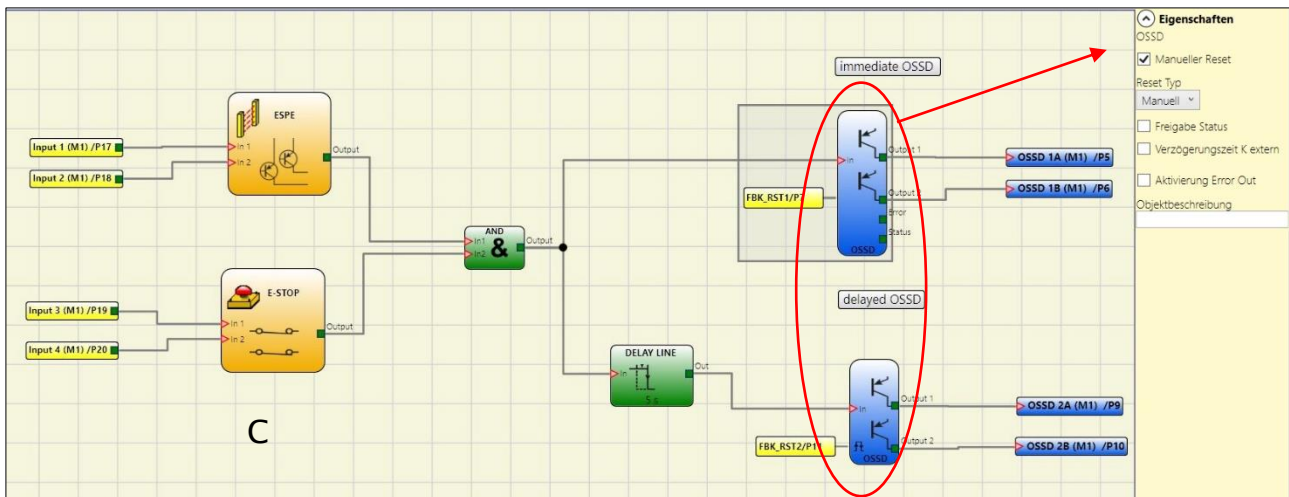 immediate OSSD
ESPE
Input 1 (M1) /P17
In 1
In 2
Output
Input 2 (M1) /P18
In
Output 1
OSSD 1A (M1) /P5
FBK_RST1/P7
Output 2
OSSD 1B (M1) /P6
Error
Status
OSSD
AND
In1
In2
&
Output
E-STOP
Input 3 (M1) /P19
In 1
In 2
Output
Input 4 (M1) /P20
C
delayed OSSD
DELAY LINE
In
Out
5 s
In
Output 1
OSSD 2A (M1) /P9
FBK_RST2/P11
Output 2
OSSD 2B (M1) /P10
OSSD
Eigenschaften
OSSD
Manueller Reset
Reset Typ
Manuell
Freigabe Status
Verzögerungszeit K extern
Aktivierung Error Out
Objektbeschreibung